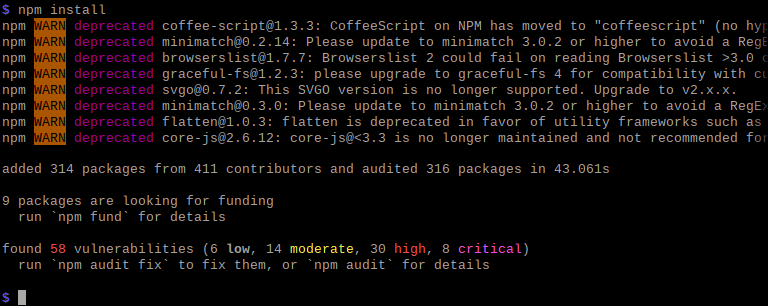 $ npm install
npm WARN deprecated coffee-script@1.3.3: CoffeeScript on NPM has moved to "coffeescript" (no hyp
npm WARN deprecated minimatch@0.2.14: Please update to minimatch 3.0.2 or higher to avoid a RegE
npm WARN deprecated browserslist@1.7.7: Browserslist 2 could fail on reading Browserslist >3.0 c
npm WARN deprecated graceful-fs@1.2.3: please upgrade to graceful-fs 4 for compatibility with cu
npm WARN deprecated svgo@0.7.2: This SVGO version is no longer supported. Upgrade to v2.x.x.
npm WARN deprecated minimatch@0.3.0: Please update to minimatch 3.0.2 or higher to avoid a RegEx
npm WARN deprecated flatten@1.0.3: flatten is deprecated in favor of utility frameworks such as
npm WARN deprecated core-js@2.6.12: core-js@<3.3 is no longer maintained and not recommended for
added 314 packages from 411 contributors and audited 316 packages in 43.061s
9 packages are looking for funding
run `npm fund` for details
found 58 vulnerabilities (6 low, 14 moderate, 30 high, 8 critical)
run `npm audit fix` to fix them, or `npm audit` for details
$